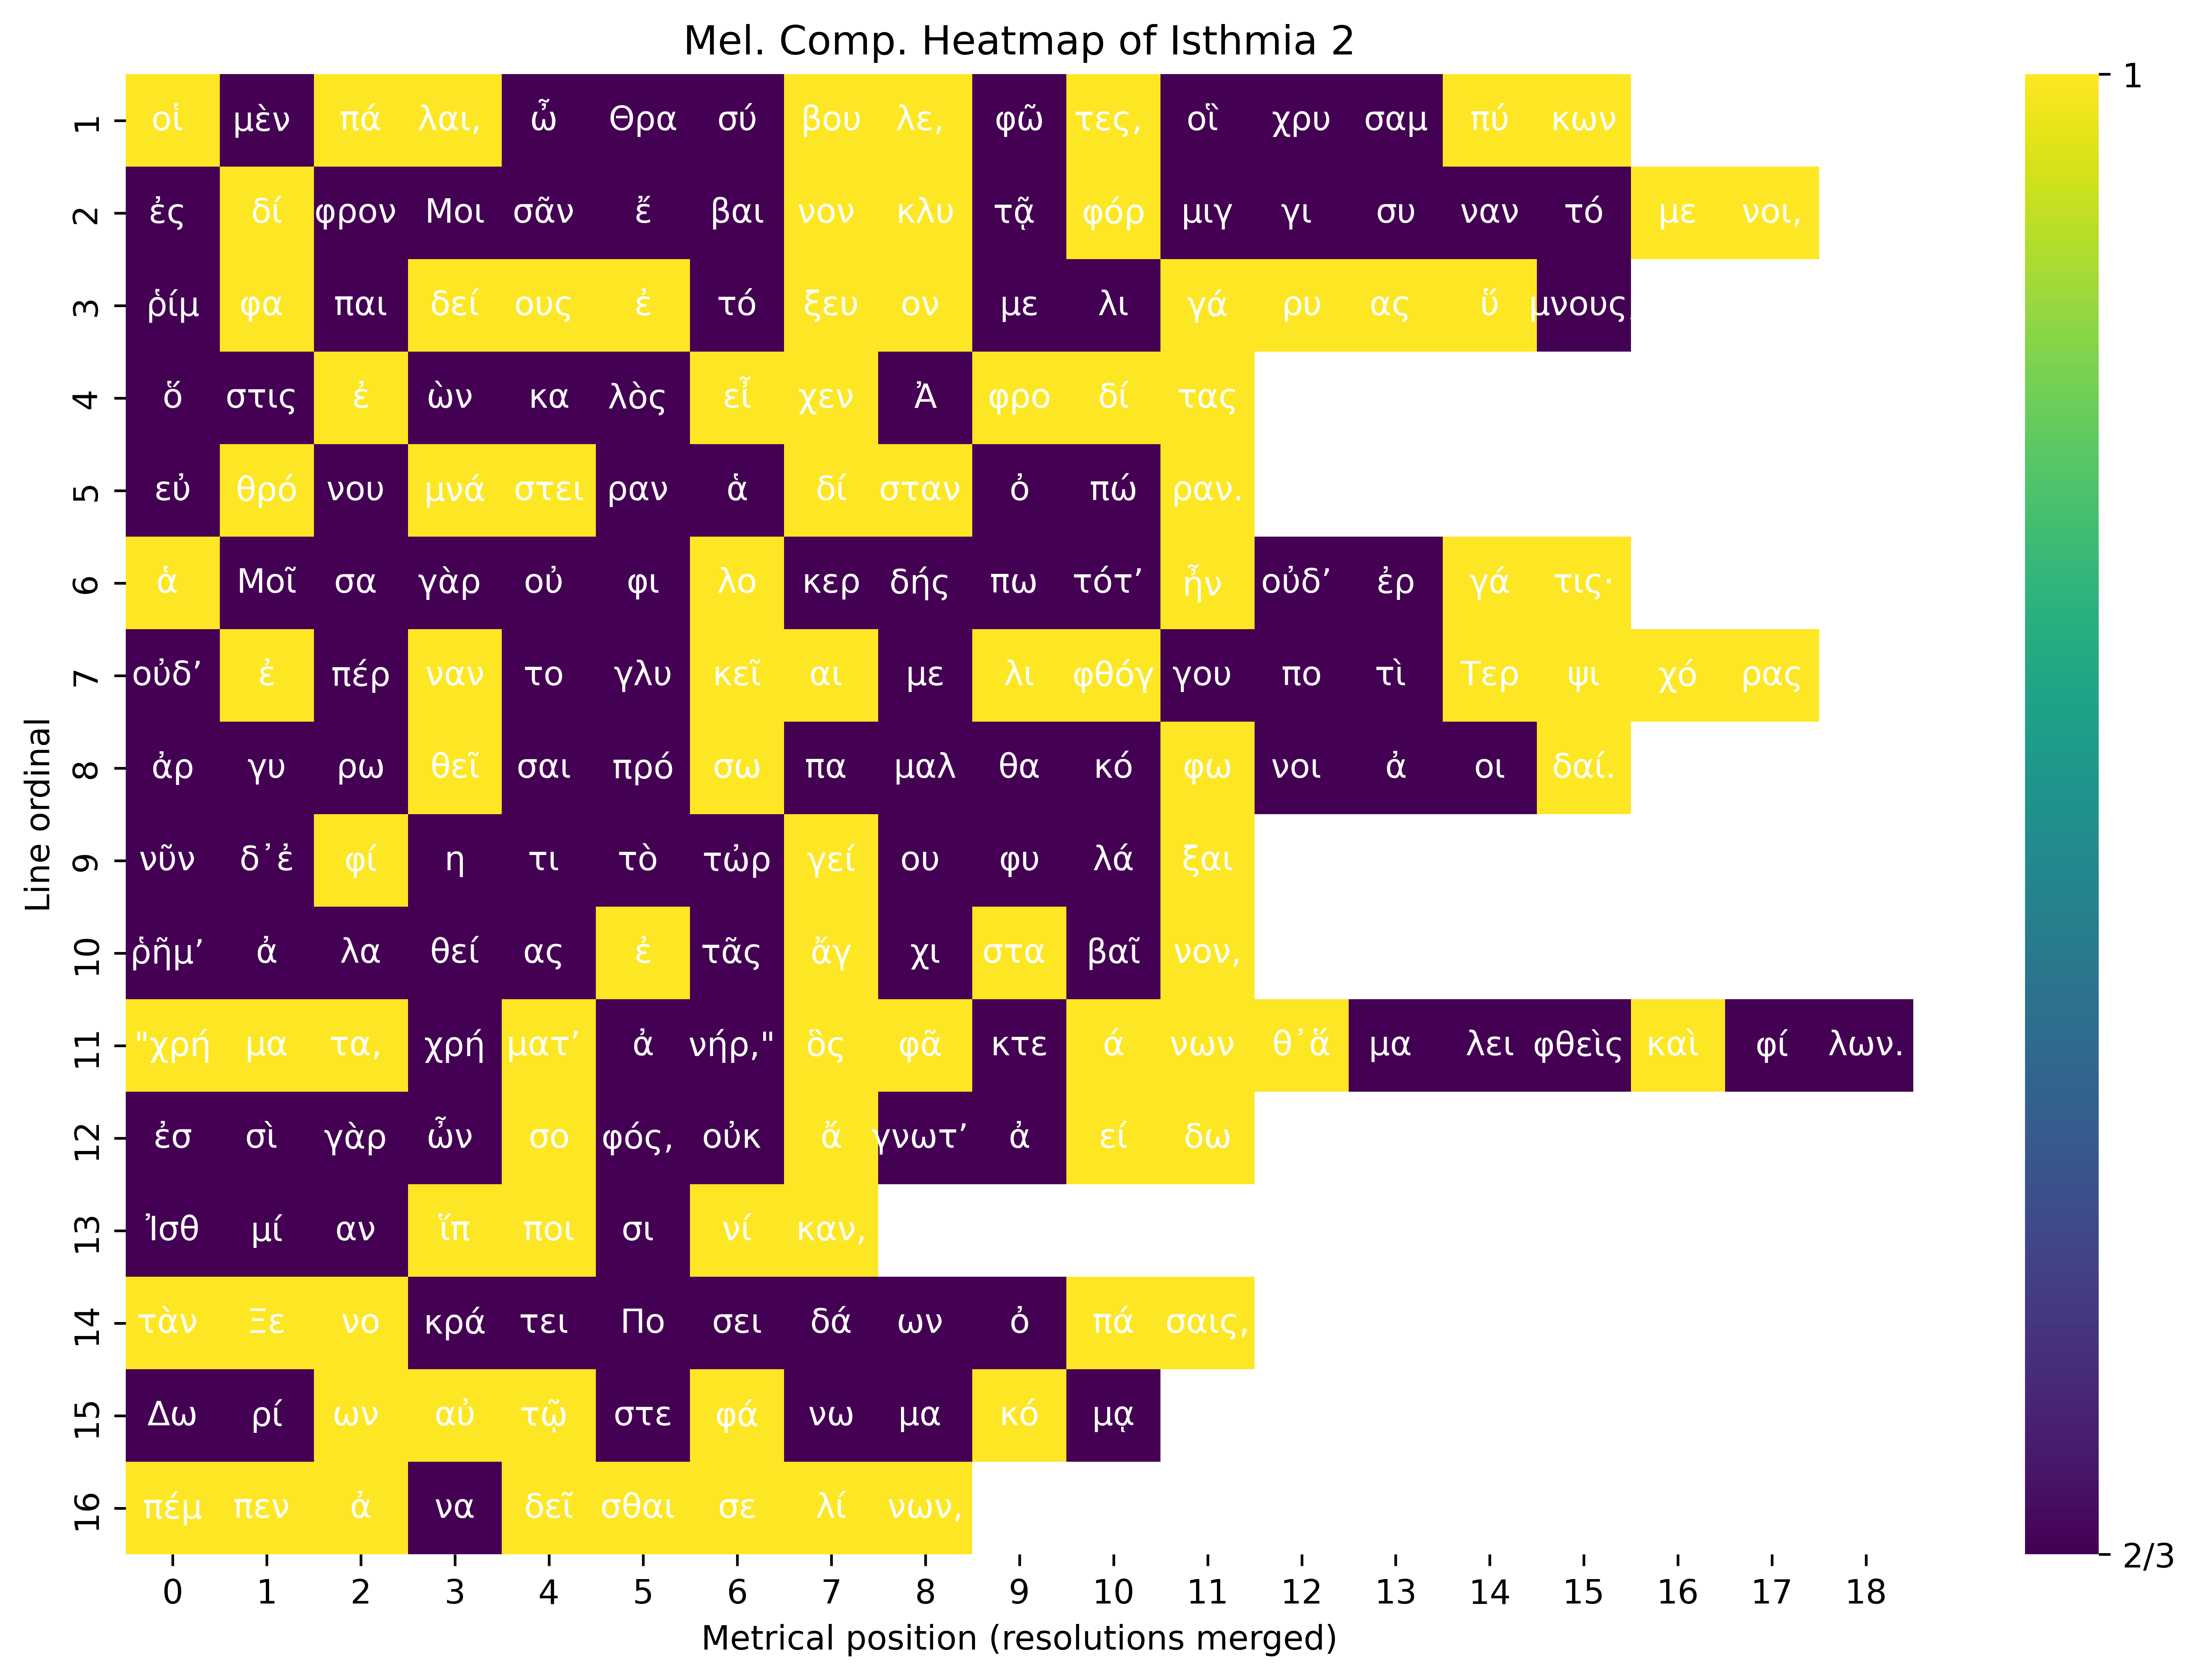 Mel. Comp. Heatmap of Isthmia 2
1 οἱ μὲν πά λαι, ὦ Θρα σύ βου λε, φῶ τες, οἳ χρυ σαμ πύ κων
2 ἐς δί φρον Μοι σᾶν ἔ βαι νον κλυ τᾷ φόρ μιγ γι συ ναν τό με νοι,
3 ῥίμ φα παι δεί ους ἐ τό ξευ ον με λι γά ρυ ας ὕ μνους,
4 ὅ στις ἐ ὼν κα λὸς εἶ χεν Ἀ φρο δί τας
5 εὐ θρό νου μνά στει ραν ἁ δί σταν ὀ πώ ραν.
6 ἁ Μοῖ σα γὰρ οὐ φι λο κερ δής πω τότ’ ἦν οὐδ’ ἐρ γά τις·
7 οὐδ’ ἐ πέρ ναν το γλυ κεῖ αι με λι φθόγ γου πο τὶ Τερ ψι χό ρας
8 ἀρ γυ ρω θεῖ σαι πρό σω πα μαλ θα κό φω νοι ἀ οι δαί.
9 νῦν δ᾽ἐ φί η τι τὸ τὠρ γεί ου φυ λά ξαι
10 ῥῆμ’ ἀ λα θεί ας ἐ τᾶς ἄγ χι στα βαῖ νον,
11 "χρή μα τα, χρή ματ’ ἀ νήρ," ὃς φᾶ κτε ά νων θ᾽ἅ μα λει φθεὶς καὶ φί λων.
12 ἐσ σὶ γὰρ ὦν σο φός, οὐκ ἄ γνωτ’ ἀ εί δω
13 Ἰσθ μί αν ἵπ ποι σι νί καν,
14 τὰν Ξε νο κρά τει Πο σει δά ων ὀ πά σαις,
15 Δω ρί ων αὐ τῷ στε φά νω μα κό μᾳ
16 πέμ πεν ἀ να δεῖ σθαι σε λί νων,
0 1 2 3 4 5 6 7 8 9 10 11 12 13 14 15 16 17 18
Metrical position (resolutions merged)
Line ordinal
1
2/3